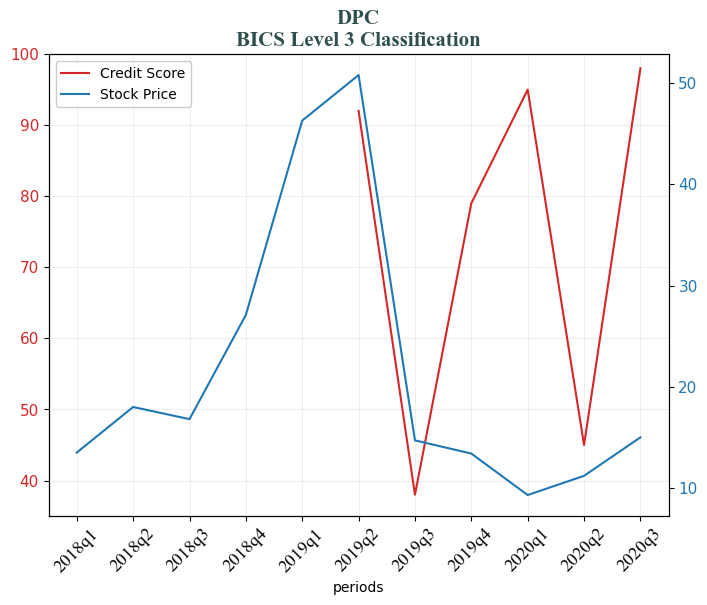 DPC
BICS Level 3 Classification
Credit Score
Stock Price
100
90
80
70
60
50
40
50
40
30
20
10
2018q1
2018q2
2018q3
2018q4
2019q1
2019q2
2019q3
2019q4
2020q1
2020q2
2020q3
periods